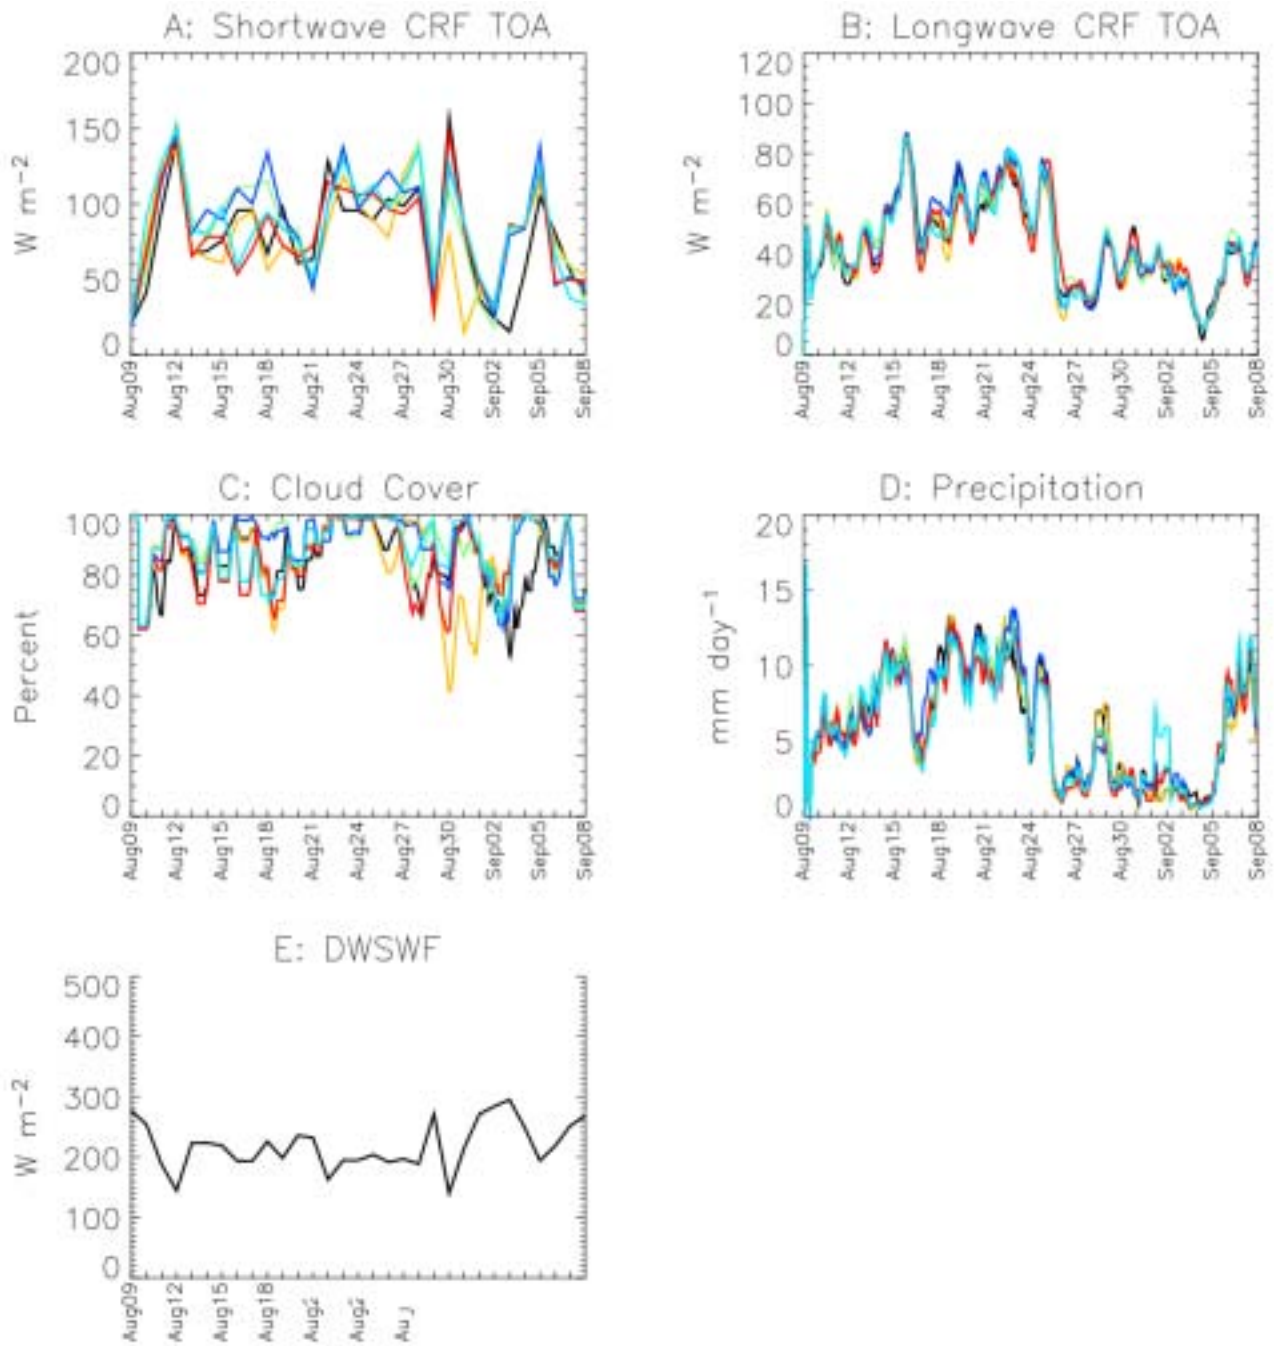 A: Shortwave CRF TOA
W m⁻²
200
150
100
50
0
Aug09 Aug12 Aug15 Aug18 Aug21 Aug24 Aug27 Aug30 Sep02 Sep05 Sep08
B: Longwave CRF TOA
W m⁻²
120
100
80
60
40
20
0
Aug09 Aug12 Aug15 Aug18 Aug21 Aug24 Aug27 Aug30 Sep02 Sep05 Sep08
C: Cloud Cover
Percent
100
80
60
40
20
0
Aug09 Aug12 Aug15 Aug18 Aug21 Aug24 Aug27 Aug30 Sep02 Sep05 Sep08
D: Precipitation
mm day⁻¹
20
15
10
5
0
Aug09 Aug12 Aug15 Aug18 Aug21 Aug24 Aug27 Aug30 Sep02 Sep05 Sep08
E: DWSWF
W m⁻²
500
400
300
200
100
0
Aug09 Aug12 Aug15 Aug18